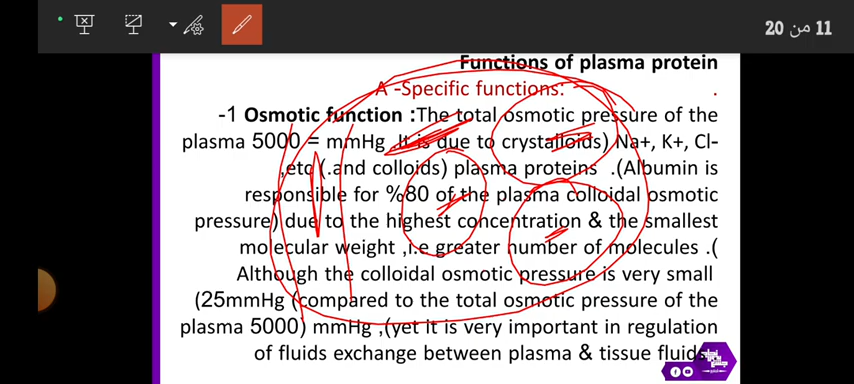 11 من 20
Functions of plasma protein
A -Specific functions: .
-1 Osmotic function :The total osmotic pressure of the
plasma 5000 = mmHg ,It is due to crystalloids) Na+, K+, Cl-
,etc (.and colloids) plasma proteins .(Albumin is
responsible for %80 of the plasma colloidal osmotic
pressure) due to the highest concentration & the smallest
molecular weight ,i.e greater number of molecules .(
Although the colloidal osmotic pressure is very small
(25mmHg (compared to the total osmotic pressure of the
plasma 5000) mmHg ,(yet it is very important in regulation
of fluids exchange between plasma & tissue fluids.